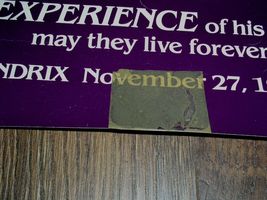 EXPERIENCE of his
may they live forever
NDRIX November 27, 1